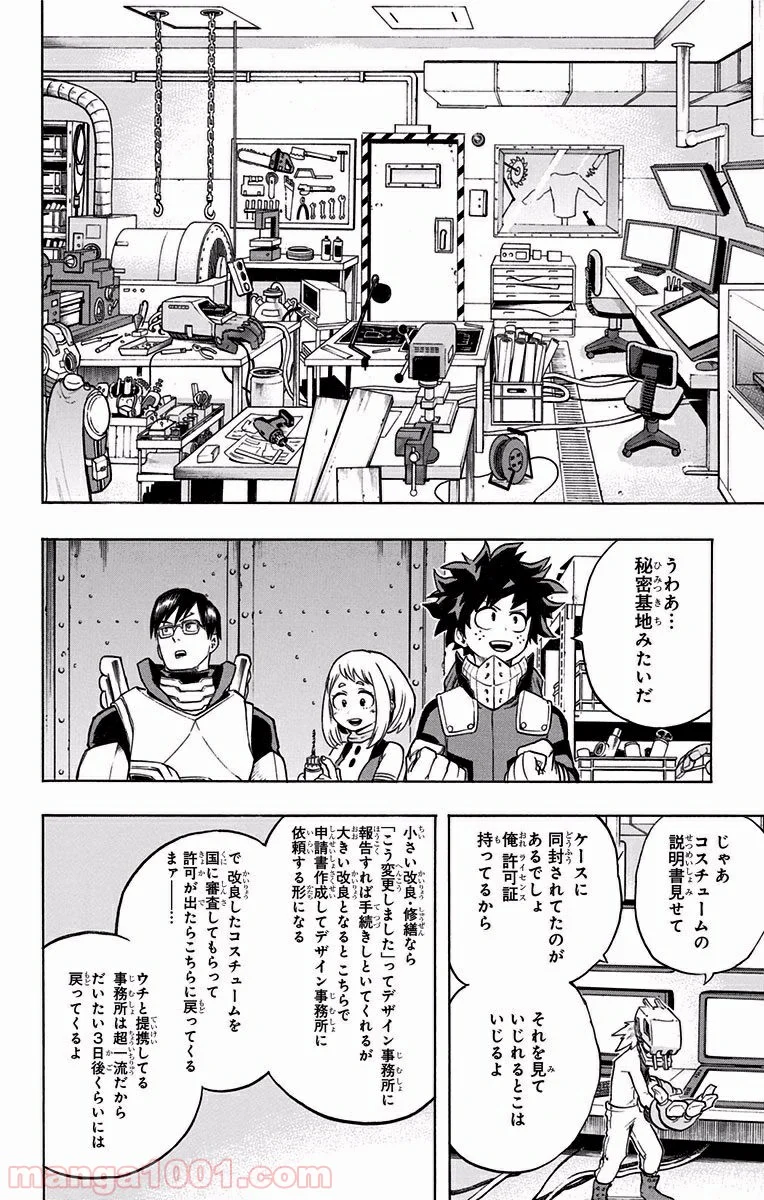 うわあ…
秘密基地みたいだ
じゃあ
コスチュームの
説明書見せて
ケースに
同封されてたのが
あるでしょ
俺 許可証
持ってるから
それを見て
いじれるとこは
いじるよ
小さい改良・修繕なら
「こう変更しました」ってデザイン事務所に
報告すれば手続きしといてくれるが
大きい改良となると こちらで
申請書作成してデザイン事務所に
依頼する形になる
で 改良したコスチュームを
国に審査してもらって
許可が出たらこちらに戻ってくる
まァ―――…
ウチと提携してる
事務所は超一流だから
だいたい3日後くらいには
戻ってくるよ
manga1001.com